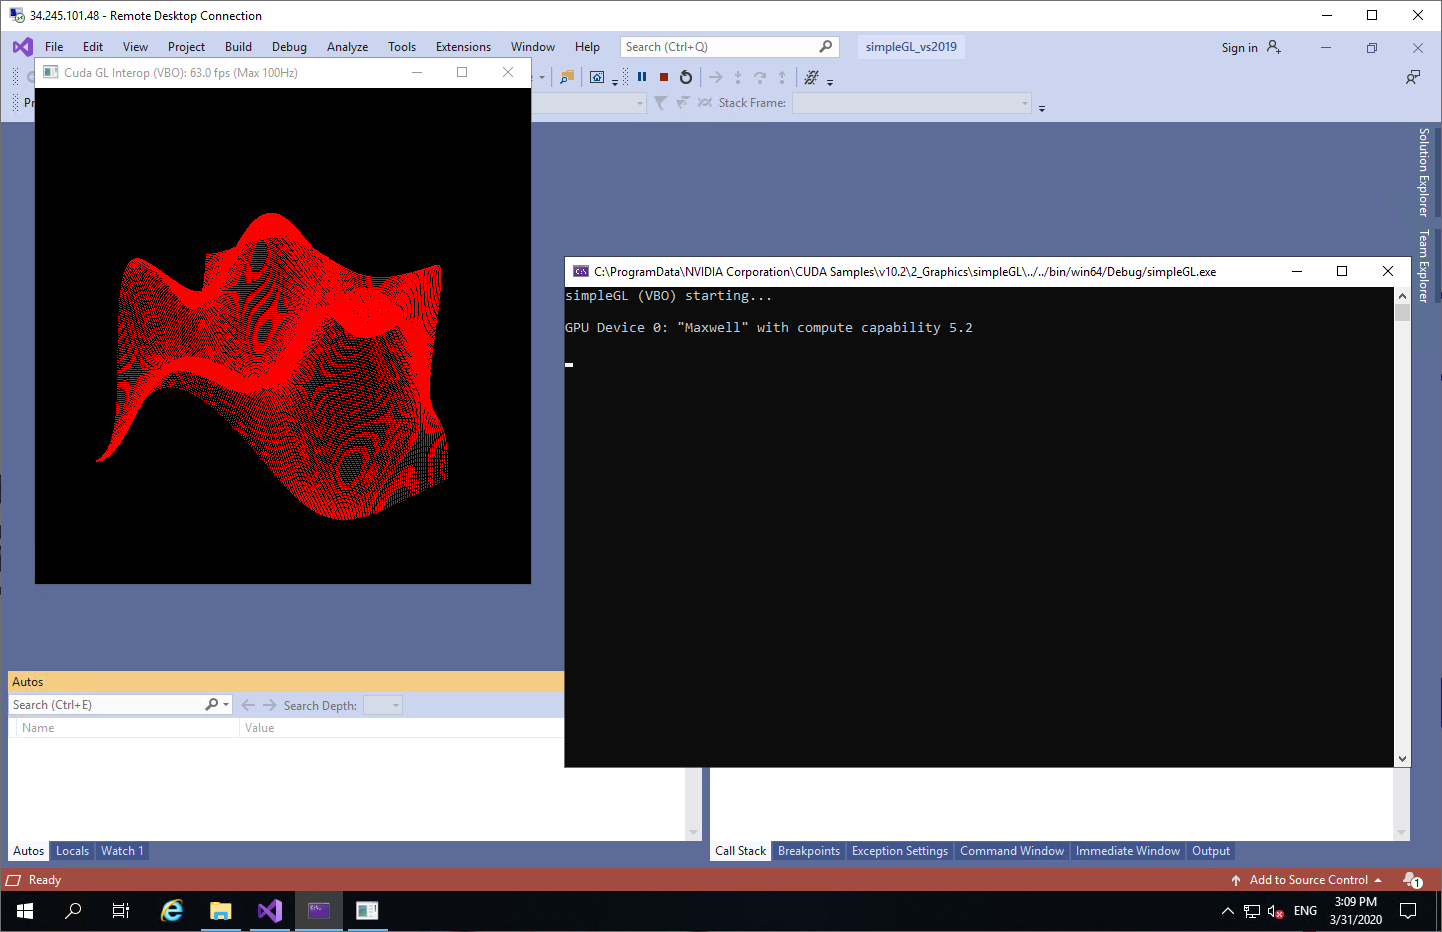 34.245.101.48 - Remote Desktop Connection
File Edit View Project Build Debug Analyze Tools Extensions Window Help Search (Ctrl+Q) simpleGL_vs2019 Sign in
Cuda GL Interop (VBO): 63.0 fps (Max 100Hz)
Pr Stack Frame:
Solution Explorer
Team Explorer
C:\ProgramData\NVIDIA Corporation\CUDA Samples\v10.2\2_Graphics\simpleGL\../../bin/win64/Debug/simpleGL.exe
simpleGL (VBO) starting...
GPU Device 0: "Maxwell" with compute capability 5.2
Autos
Search (Ctrl+E) Search Depth:
Name Value
Autos Locals Watch 1 Call Stack Breakpoints Exception Settings Command Window Immediate Window Output
Ready Add to Source Control 1
ENG 3:09 PM
3/31/2020